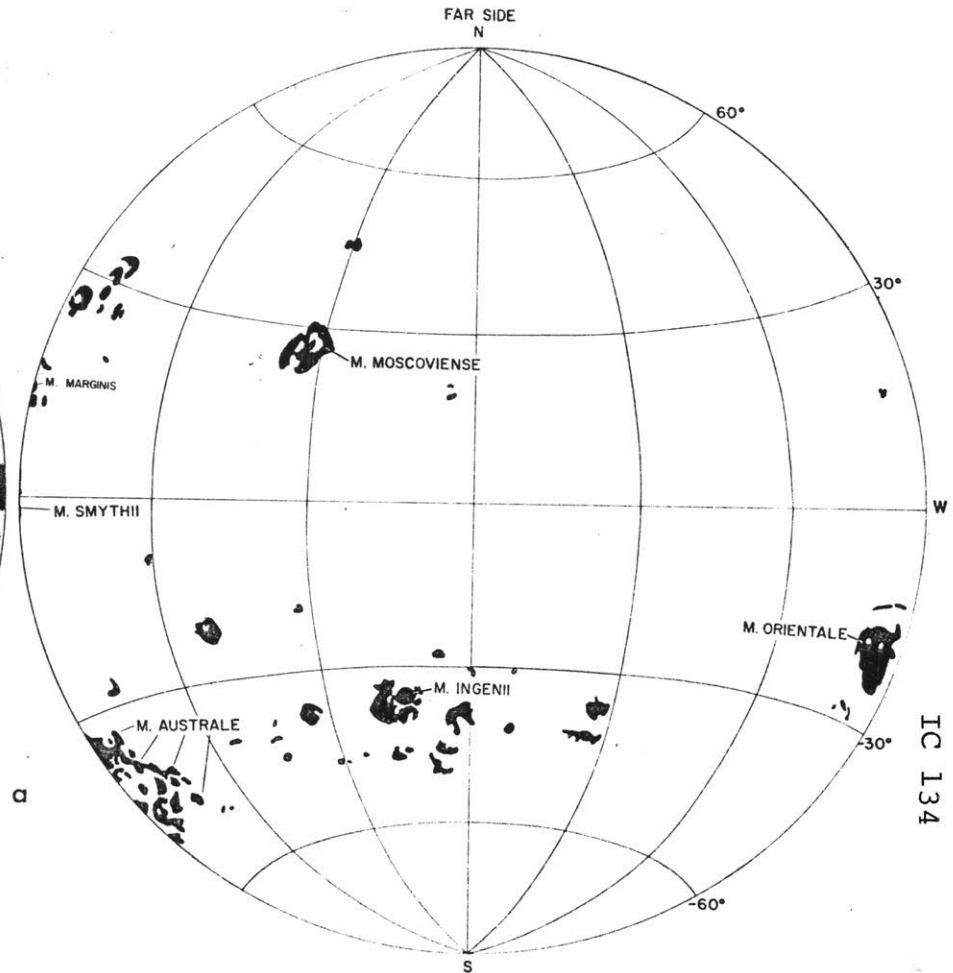 FAR SIDE
N
60°
30°
M. MOSCOVIENSE
M. MARGINIS
W
M. SMYTHII
M. ORIENTALE
M. INGENII
M. AUSTRALE
-30°
a
IC 134
-60°
S